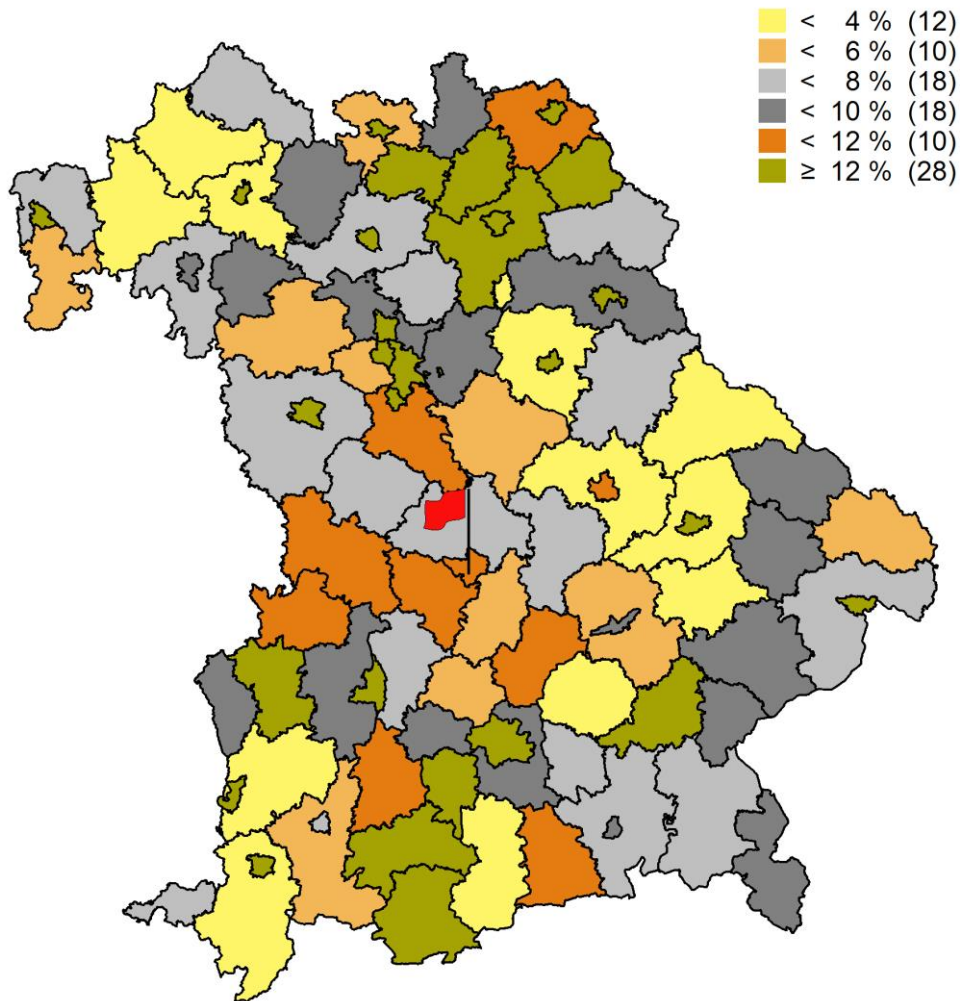 < 4 % (12)
< 6 % (10)
< 8 % (18)
< 10 % (18)
< 12 % (10)
≥ 12 % (28)